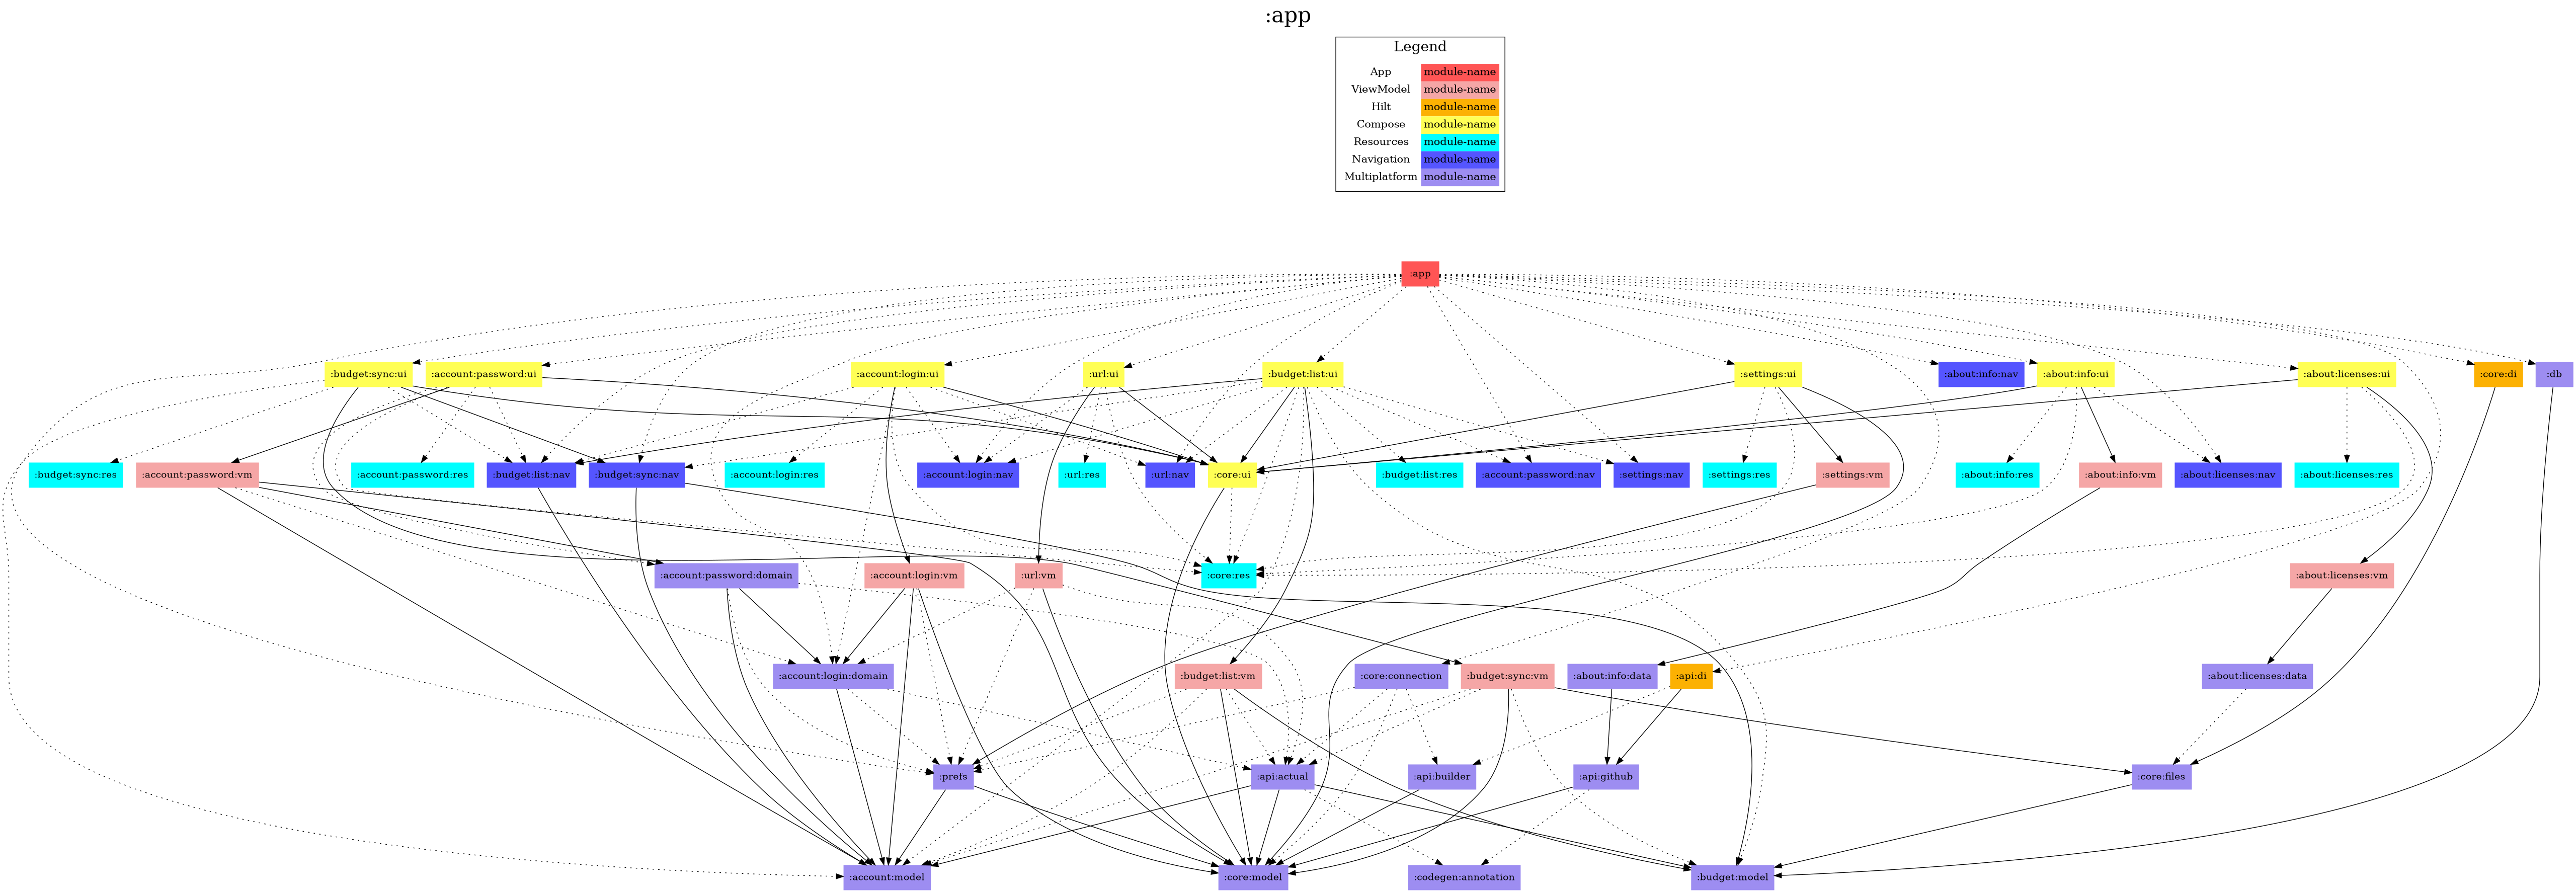 :app
Legend
App module-name
ViewModel module-name
Hilt module-name
Compose module-name
Resources module-name
Navigation module-name
Multiplatform module-name
:app
:budget:sync:ui :account:password:ui :account:login:ui :url:ui :budget:list:ui :settings:ui :about:info:nav :about:info:ui :about:licenses:ui :core:di :db
:budget:sync:res :account:password:vm :account:password:res :budget:list:nav :budget:sync:nav :account:login:res :account:login:nav :url:res :url:nav :core:ui :budget:list:res :account:password:nav :settings:nav :settings:res :settings:vm :about:info:res :about:info:vm :about:licenses:nav :about:licenses:res
:account:password:domain :account:login:vm :url:vm :core:res :about:licenses:vm
:account:login:domain :budget:list:vm :core:connection :budget:sync:vm :about:info:data :api:di :about:licenses:data
:prefs :api:actual :api:builder :api:github :core:files
:account:model :core:model :codegen:annotation :budget:model